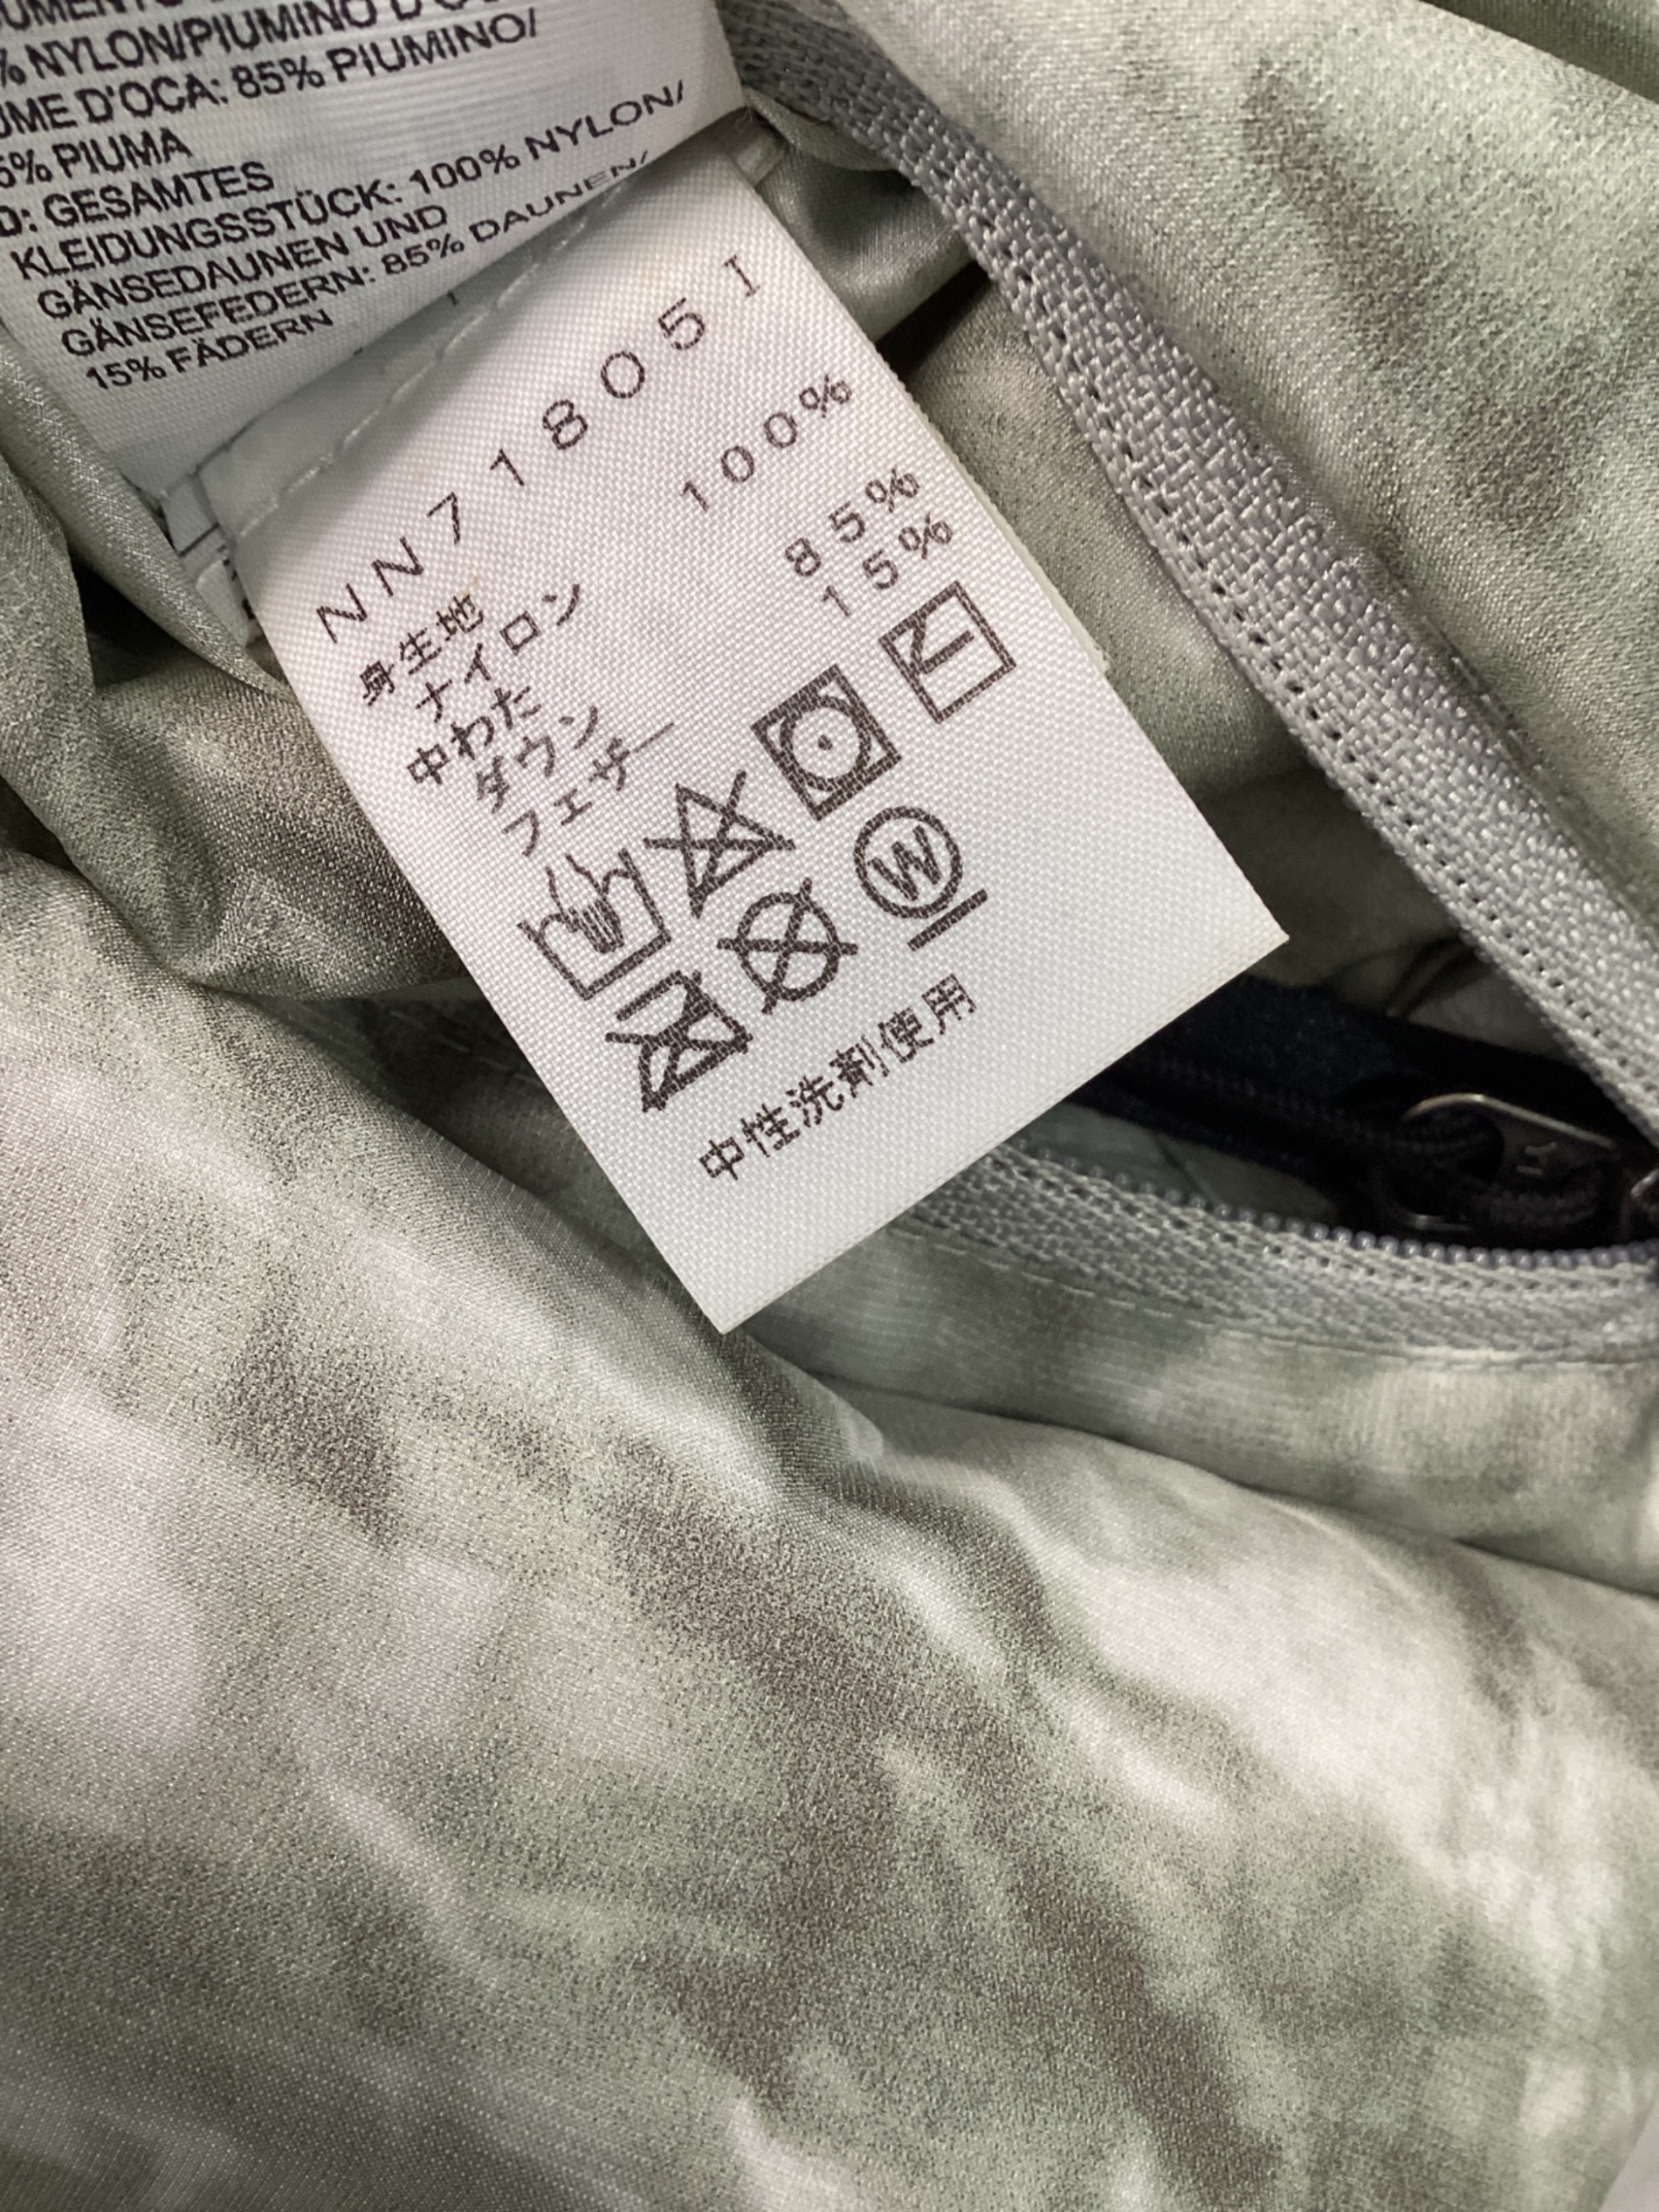 % NYLON/PIUMINO
D'OCA: 85% PIUMINO/
5% PIUMA
D: GESAMTES
KLEIDUNGSSTÜCK: 100% NYLON/
GÄNSEDAUNEN UND
GÄNSEFEDERN: 85% DAUNEN/
15% FÄDERN
NN71805I
身生地
ナイロン 100%
中わた
ダウン 85%
フェザー 15%
W
中性洗剤使用